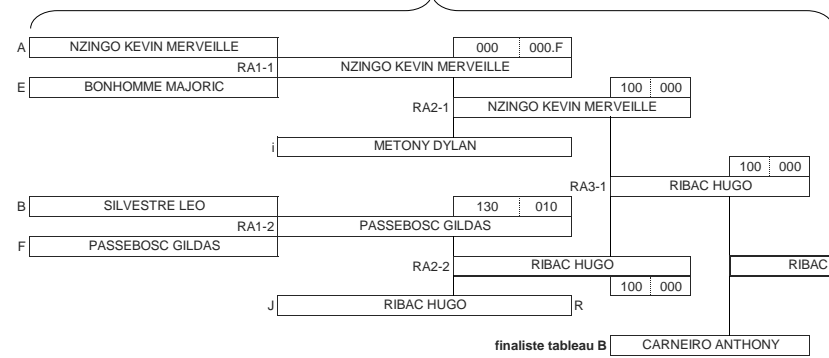 A NZINGO KEVIN MERVEILLE 000 000.F
RA1-1 NZINGO KEVIN MERVEILLE
E BONHOMME MAJORIC 100 000
RA2-1 NZINGO KEVIN MERVEILLE
i METONY DYLAN
100 000
RA3-1 RIBAC HUGO
B SILVESTRE LEO 130 010
RA1-2 PASSEBOSC GILDAS
F PASSEBOSC GILDAS
RA2-2 RIBAC HUGO RIBAC
100 000
J RIBAC HUGO R
finaliste tableau B CARNEIRO ANTHONY